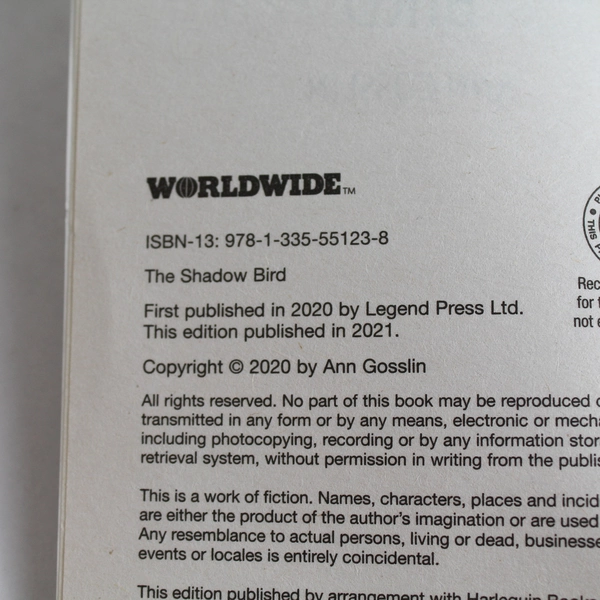 WORLDWIDE™
ISBN-13: 978-1-335-55123-8
The Shadow Bird
First published in 2020 by Legend Press Ltd.
This edition published in 2021.
Copyright © 2020 by Ann Gosslin
All rights reserved. No part of this book may be reproduced
transmitted in any form or by any means, electronic or
including photocopying, recording or by any information
retrieval system, without permission in writing from the
This is a work of fiction. Names, characters, places and
are either the product of the author's imagination or are used
Any resemblance to actual persons, living or dead,
events or locales is entirely coincidental.
This edition published by arrangement with Harlequin
THIS
Rec
for
not